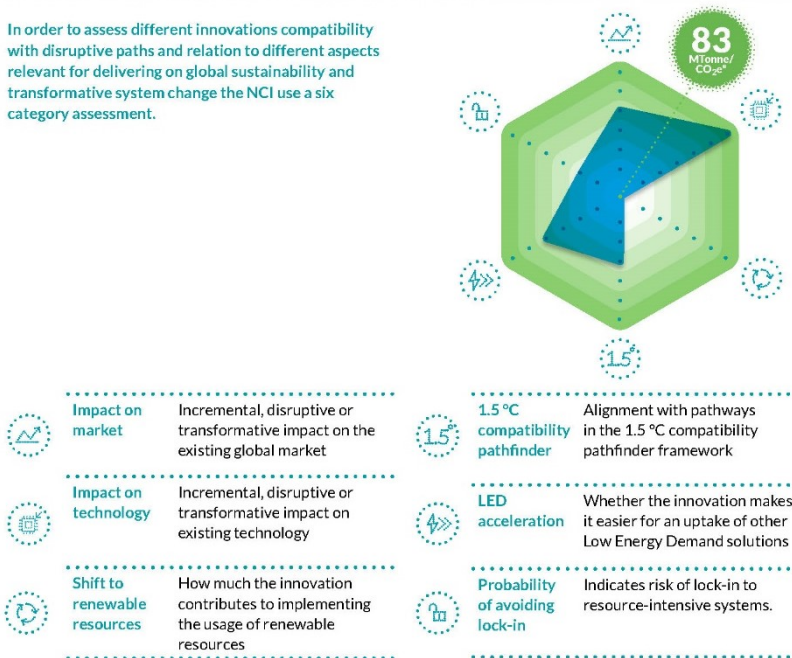 In order to assess different innovations compatibility
with disruptive paths and relation to different aspects
relevant for delivering on global sustainability and
transformative system change the NCI use a six
category assessment.
83
MTonne/
CO₂e*
1.5°
Impact on
market
Incremental, disruptive or
transformative impact on the
existing global market
Impact on
technology
Incremental, disruptive or
transformative impact on
existing technology
Shift to
renewable
resources
How much the innovation
contributes to implementing
the usage of renewable
resources
1.5°
1.5 °C
compatibility
pathfinder
Alignment with pathways
in the 1.5 °C compatibility
pathfinder framework
LED
acceleration
Whether the innovation makes
it easier for an uptake of other
Low Energy Demand solutions
Probability
of avoiding
lock-in
Indicates risk of lock-in to
resource-intensive systems.